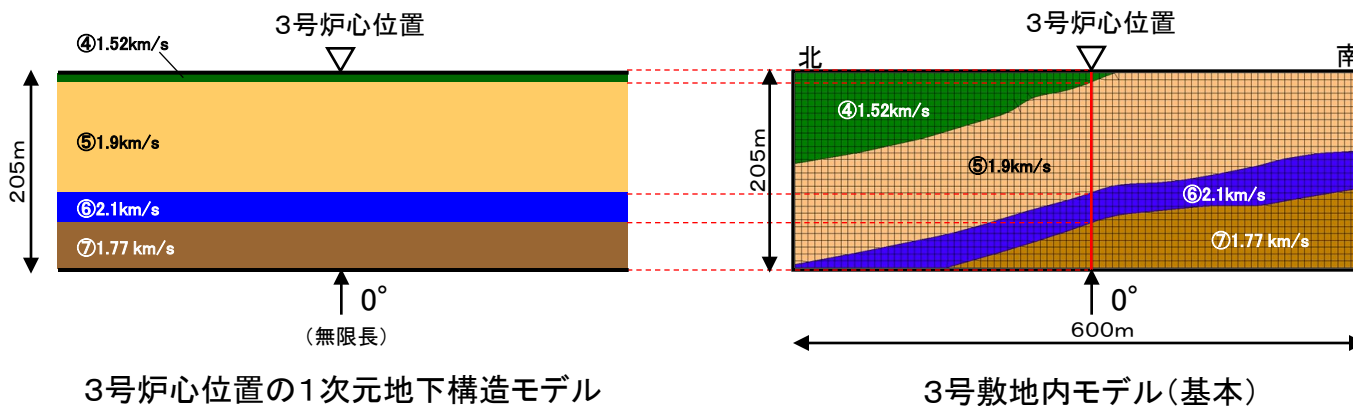 3号炉心位置
④1.52km/s
⑤1.9km/s
⑥2.1km/s
⑦1.77 km/s
205m
0°
(無限長)
3号炉心位置の1次元地下構造モデル
3号炉心位置
北
南
④1.52km/s
⑤1.9km/s
⑥2.1km/s
⑦1.77 km/s
205m
0°
600m
3号敷地内モデル(基本)